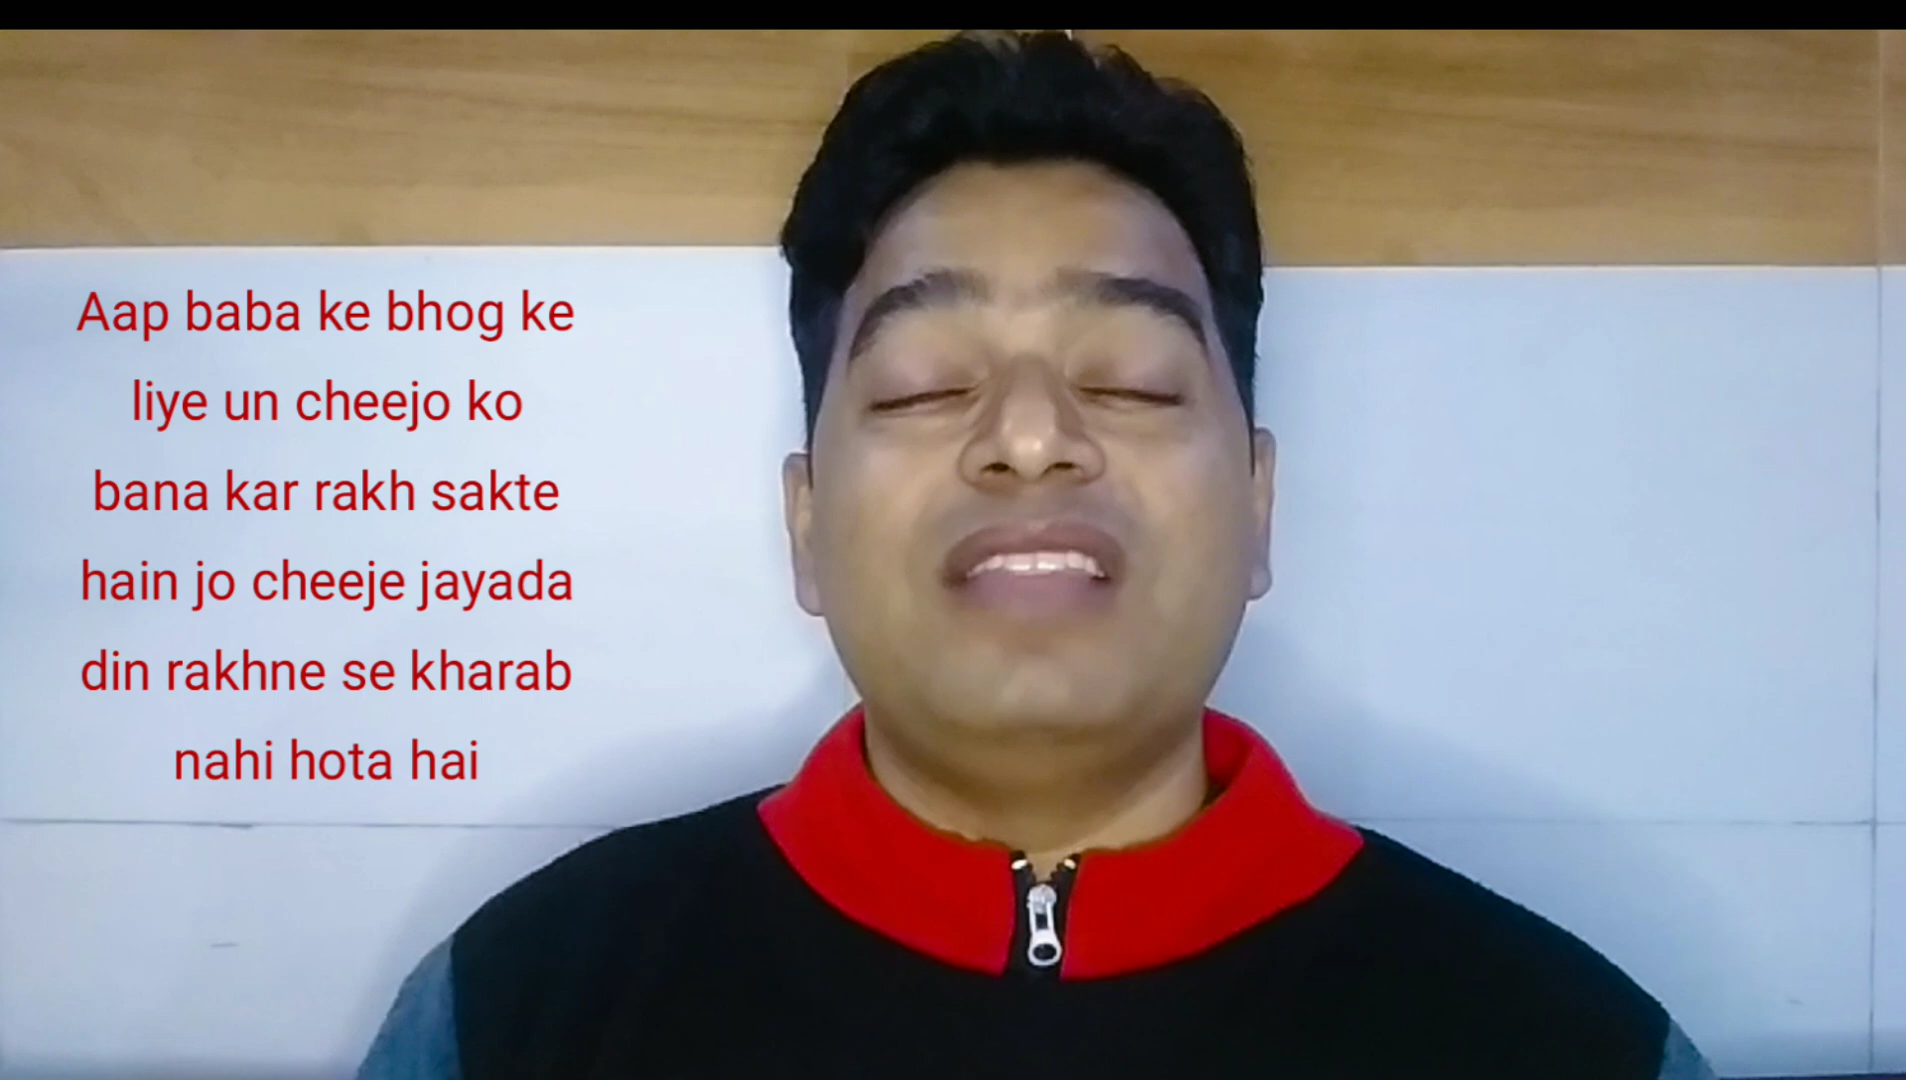 Aap baba ke bhog ke
liye un cheejo ko
bana kar rakh sakte
hain jo cheeje jayada
din rakhne se kharab
nahi hota hai